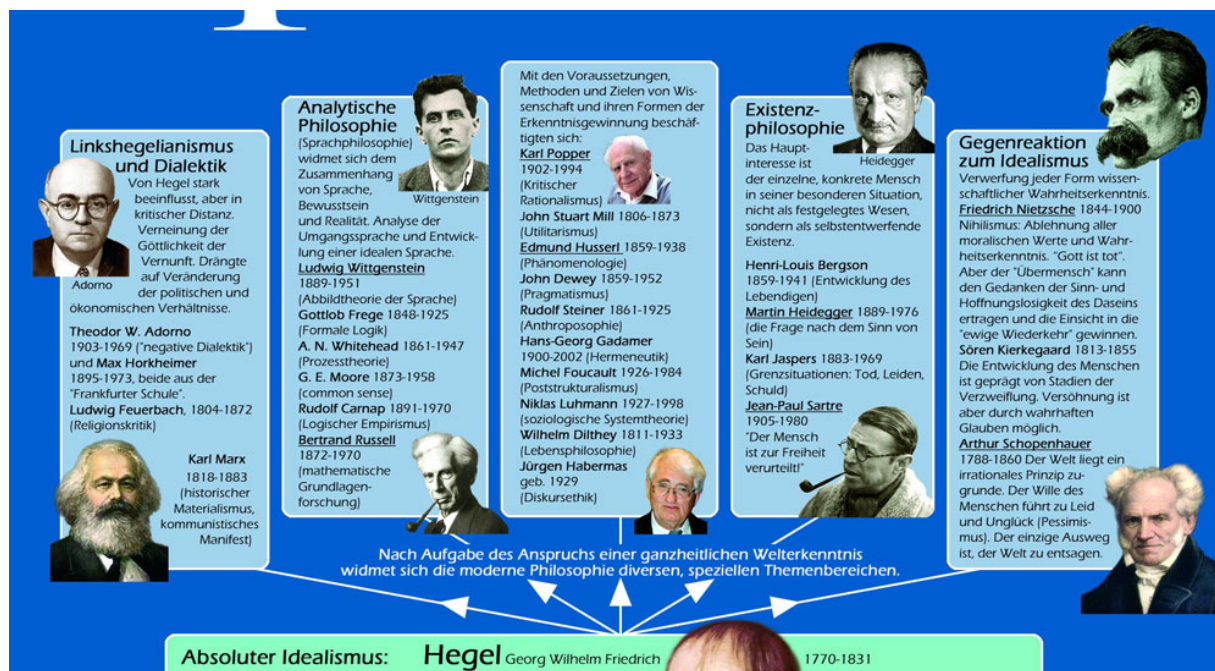 Linkshegelianismus
und Dialektik
Von Hegel stark
beeinflusst, aber in
kritischer Distanz.
Verneinung der
Göttlichkeit der
Vernunft. Drängte
auf Veränderung
der politischen und
ökonomischen Verhältnisse.
Adorno
Theodor W. Adorno
1903-1969 ("negative Dialektik")
und Max Horkheimer
1895-1973, beide aus der
"Frankfurter Schule".
Ludwig Feuerbach, 1804-1872
(Religionskritik)
Karl Marx
1818-1883
(historischer
Materialismus,
kommunistisches
Manifest)
Analytische
Philosophie
(Sprachphilosophie)
widmet sich dem
Zusammenhang
von Sprache,
Bewusstsein
und Realität. Analyse der
Umgangssprache und Entwick-
lung einer idealen Sprache.
Wittgenstein
Ludwig Wittgenstein
1889-1951
(Abbildtheorie der Sprache)
Gottlob Frege 1848-1925
(Formale Logik)
A. N. Whitehead 1861-1947
(Prozesstheorie)
G. E. Moore 1873-1958
(common sense)
Rudolf Carnap 1891-1970
(Logischer Empirismus)
Bertrand Russell
1872-1970
(mathematische
Grundlagen-
forschung)
Mit den Voraussetzungen,
Methoden und Zielen von Wis-
senschaft und ihren Formen der
Erkenntnisgewinnung beschäf-
tigten sich:
Karl Popper
1902-1994
(Kritischer
Rationalismus)
John Stuart Mill 1806-1873
(Utilitarismus)
Edmund Husserl 1859-1938
(Phänomenologie)
John Dewey 1859-1952
(Pragmatismus)
Rudolf Steiner 1861-1925
(Anthroposophie)
Hans-Georg Gadamer
1900-2002 (Hermeneutik)
Michel Foucault 1926-1984
(Poststrukturalismus)
Niklas Luhmann 1927-1998
(soziologische Systemtheorie)
Wilhelm Dilthey 1811-1933
(Lebensphilosophie)
Jürgen Habermas
geb. 1929
(Diskursethik)
Existenz-
philosophie
Das Haupt-
interesse ist
der einzelne, konkrete Mensch
in seiner besonderen Situation,
nicht als festgelegtes Wesen,
sondern als selbstentwerfende
Existenz.
Heidegger
Henri-Louis Bergson
1859-1941 (Entwicklung des
Lebendigen)
Martin Heidegger 1889-1976
(die Frage nach dem Sinn von
Sein)
Karl Jaspers 1883-1969
(Grenzsituationen: Tod, Leiden,
Schuld)
Jean-Paul Sartre
1905-1980
"Der Mensch
ist zur Freiheit
verurteilt!"
Gegenreaktion
zum Idealismus
Verwerfung jeder Form wissen-
schaftlicher Wahrheitserkenntnis.
Friedrich Nietzsche 1844-1900
Nihilismus: Ablehnung aller
moralischen Werte und Wahr-
heitserkenntnis. "Gott ist tot".
Aber der "Übermensch" kann
den Gedanken der Sinn- und
Hoffnungslosigkeit des Daseins
ertragen und die Einsicht in die
"ewige Wiederkehr" gewinnen.
Sören Kierkegaard 1813-1855
Die Entwicklung des Menschen
ist geprägt von Stadien der
Verzweiflung. Versöhnung ist
aber durch wahrhaften
Glauben möglich.
Arthur Schopenhauer
1788-1860 Der Welt liegt ein
irrationales Prinzip zu-
grunde. Der Wille des
Menschen führt zu Leid
und Unglück (Pessimis-
mus). Der einzige Ausweg
ist, der Welt zu entsagen.
Nach Aufgabe des Anspruchs einer ganzheitlichen Welterkenntnis
widmet sich die moderne Philosophie diversen, speziellen Themenbereichen.
Absoluter Idealismus: Hegel Georg Wilhelm Friedrich 1770-1831